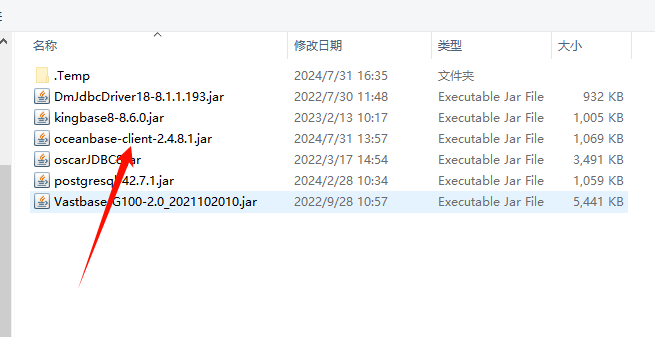 名称 修改日期 类型 大小
.Temp 2024/7/31 16:35 文件夹
DmJdbcDriver18-8.1.1.193.jar 2022/7/30 11:48 Executable Jar File 932 KB
kingbase8-8.6.0.jar 2023/2/13 10:17 Executable Jar File 1,005 KB
oceanbase-client-2.4.8.1.jar 2024/7/31 13:57 Executable Jar File 1,069 KB
oscarJDBC8.jar 2022/3/17 14:54 Executable Jar File 3,491 KB
postgresql-42.7.1.jar 2024/2/28 10:34 Executable Jar File 1,059 KB
Vastbase-G100-2.0_2021102010.jar 2022/9/28 10:57 Executable Jar File 5,441 KB